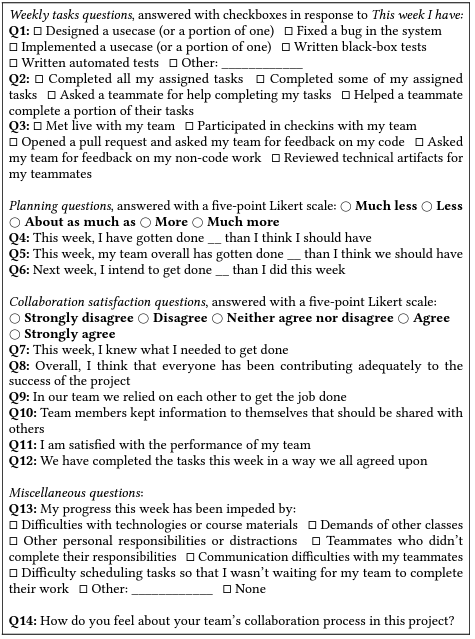 Weekly tasks questions, answered with checkboxes in response to This week I have:
Q1: □ Designed a usecase (or a portion of one) □ Fixed a bug in the system
□ Implemented a usecase (or a portion of one) □ Written black-box tests
□ Written automated tests □ Other: ____________
Q2: □ Completed all my assigned tasks □ Completed some of my assigned
tasks □ Asked a teammate for help completing my tasks □ Helped a teammate
complete a portion of their tasks
Q3: □ Met live with my team □ Participated in checkins with my team
□ Opened a pull request and asked my team for feedback on my code □ Asked
my team for feedback on my non-code work □ Reviewed technical artifacts for
my teammates
Planning questions, answered with a five-point Likert scale: ○ Much less ○ Less
○ About as much as ○ More ○ Much more
Q4: This week, I have gotten done __ than I think I should have
Q5: This week, my team overall has gotten done __ than I think we should have
Q6: Next week, I intend to get done __ than I did this week
Collaboration satisfaction questions, answered with a five-point Likert scale:
○ Strongly disagree ○ Disagree ○ Neither agree nor disagree ○ Agree
○ Strongly agree
Q7: This week, I knew what I needed to get done
Q8: Overall, I think that everyone has been contributing adequately to the
success of the project
Q9: In our team we relied on each other to get the job done
Q10: Team members kept information to themselves that should be shared with
others
Q11: I am satisfied with the performance of my team
Q12: We have completed the tasks this week in a way we all agreed upon
Miscellaneous questions:
Q13: My progress this week has been impeded by:
□ Difficulties with technologies or course materials □ Demands of other classes
□ Other personal responsibilities or distractions □ Teammates who didn't
complete their responsibilities □ Communication difficulties with my teammates
□ Difficulty scheduling tasks so that I wasn't waiting for my team to complete
their work □ Other: ____________ □ None
Q14: How do you feel about your team's collaboration process in this project?